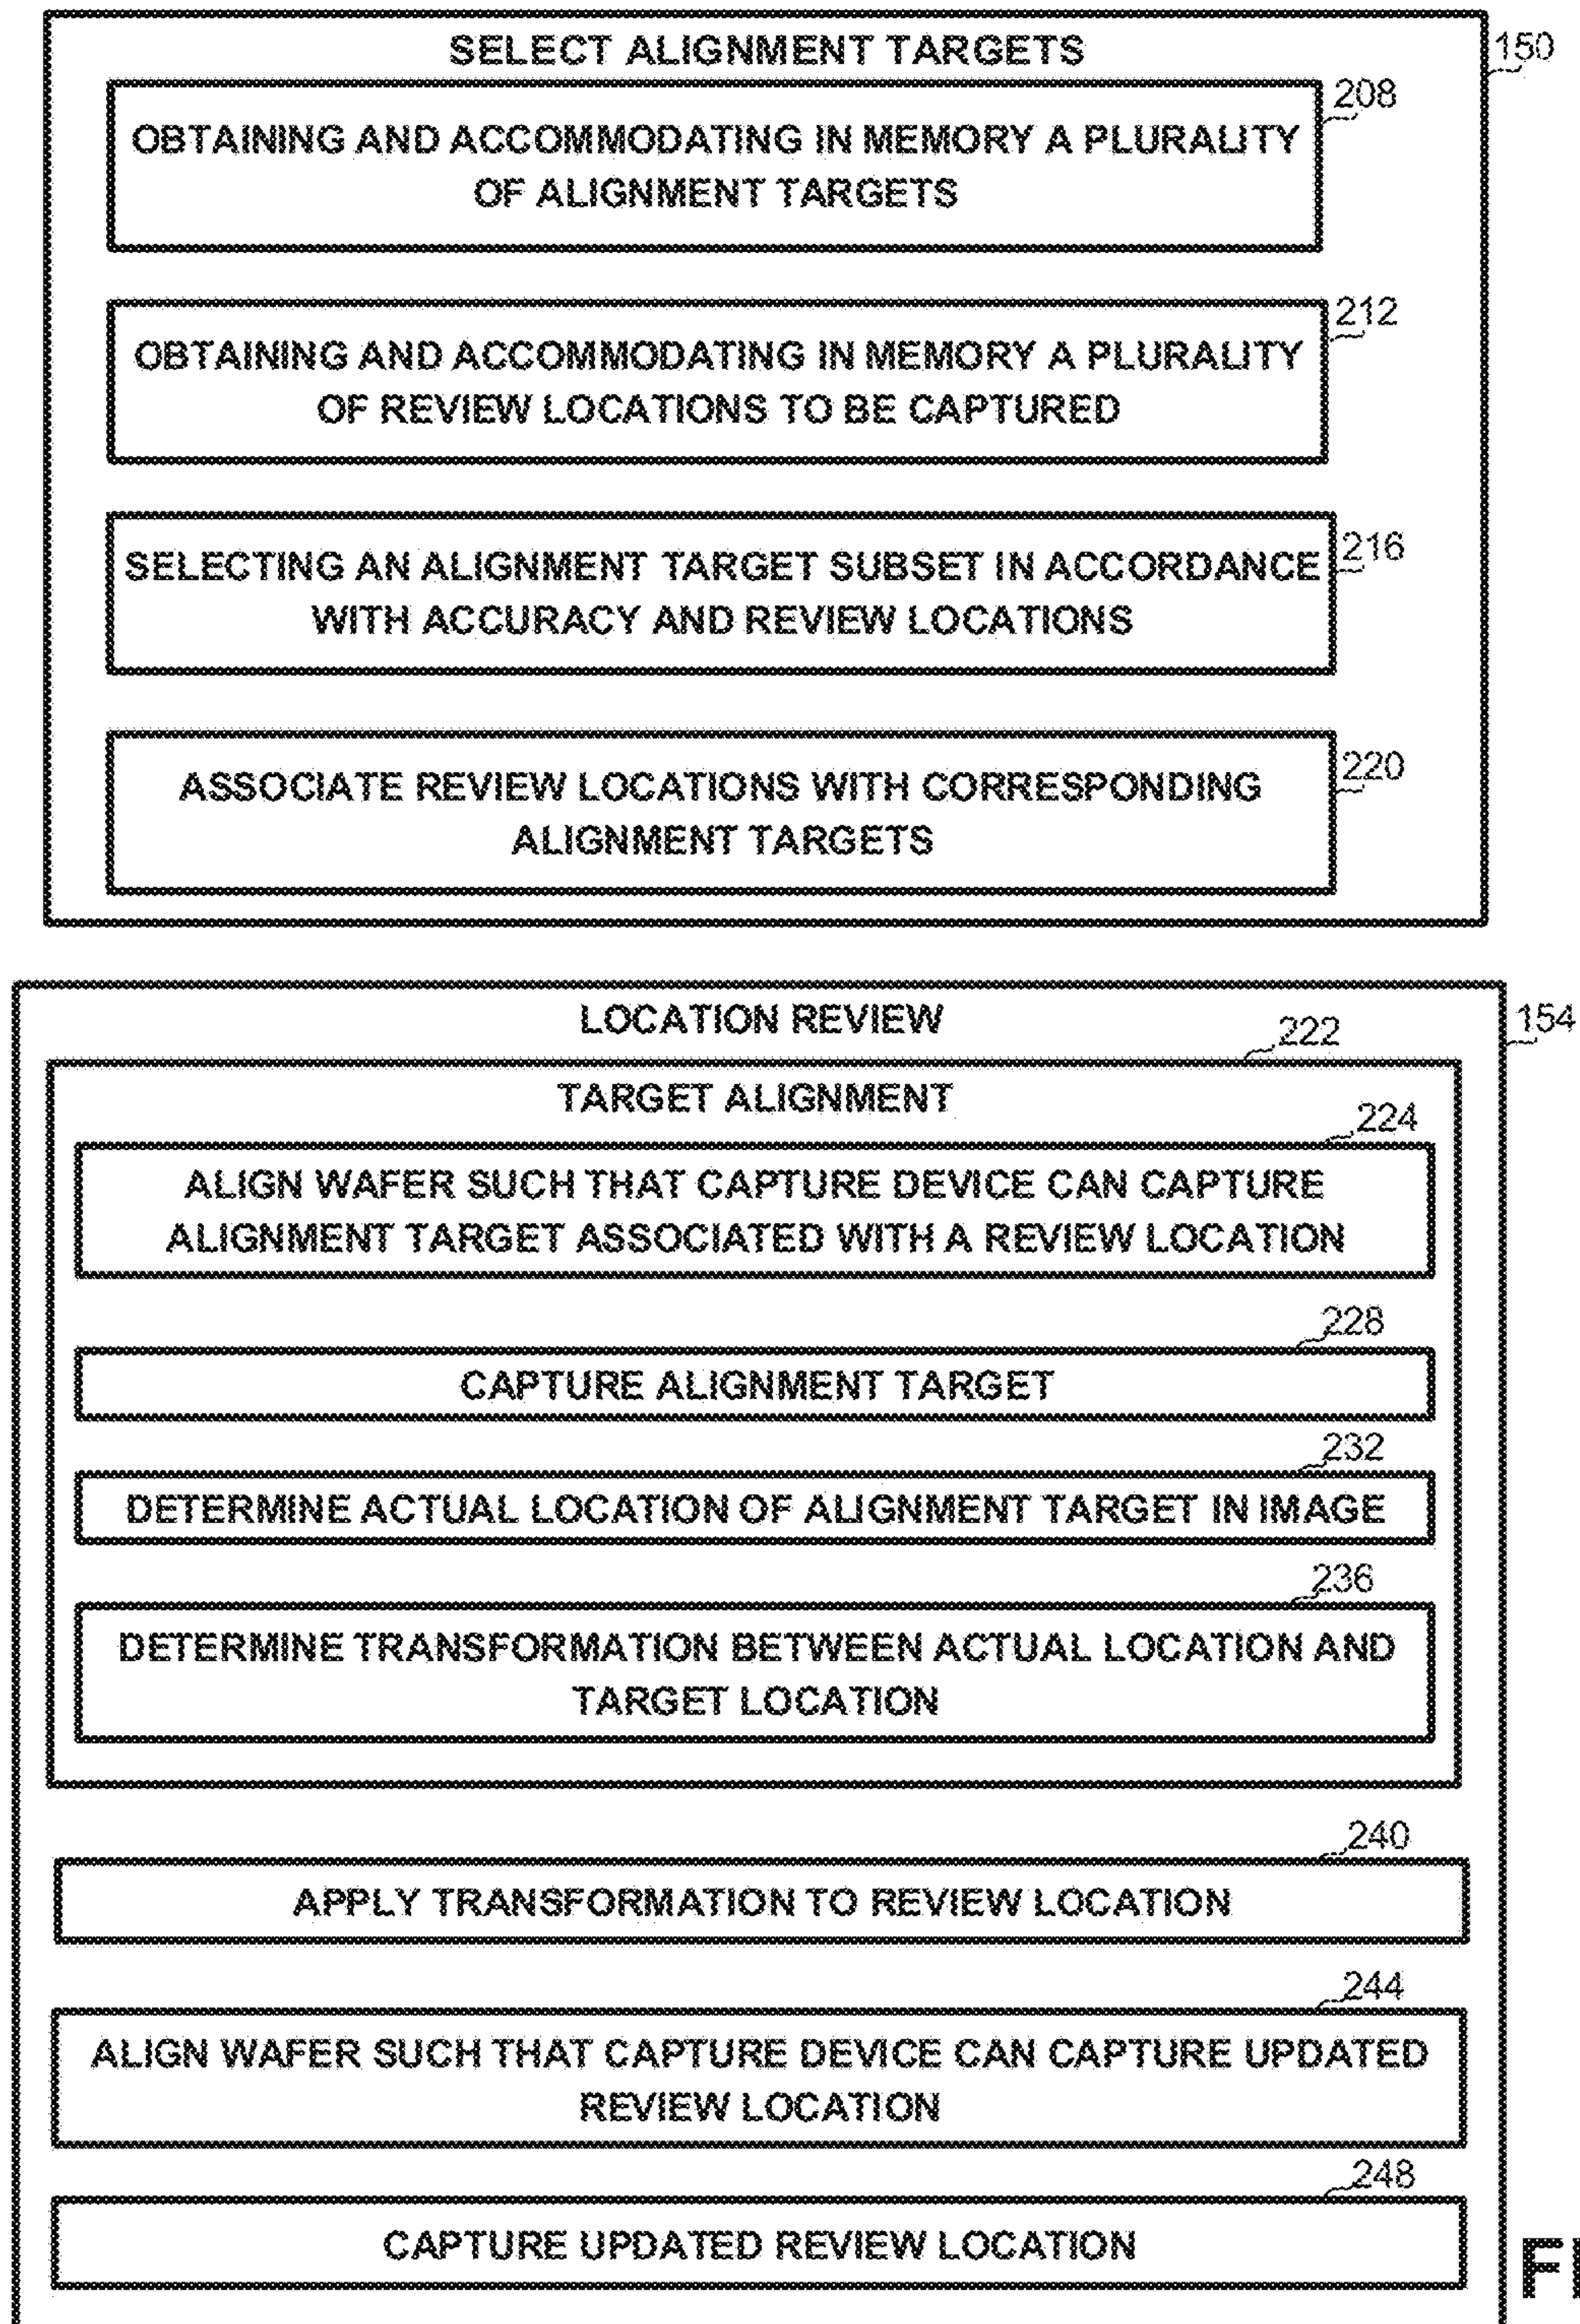 SELECT ALIGNMENT TARGETS
150
208
OBTAINING AND ACCOMMODATING IN MEMORY A PLURALITY
OF ALIGNMENT TARGETS
212
OBTAINING AND ACCOMMODATING IN MEMORY A PLURALITY
OF REVIEW LOCATIONS TO BE CAPTURED
216
SELECTING AN ALIGNMENT TARGET SUBSET IN ACCORDANCE
WITH ACCURACY AND REVIEW LOCATIONS
220
ASSOCIATE REVIEW LOCATIONS WITH CORRESPONDING
ALIGNMENT TARGETS
LOCATION REVIEW
154
222
TARGET ALIGNMENT
224
ALIGN WAFER SUCH THAT CAPTURE DEVICE CAN CAPTURE
ALIGNMENT TARGET ASSOCIATED WITH A REVIEW LOCATION
228
CAPTURE ALIGNMENT TARGET
232
DETERMINE ACTUAL LOCATION OF ALIGNMENT TARGET IN IMAGE
236
DETERMINE TRANSFORMATION BETWEEN ACTUAL LOCATION AND
TARGET LOCATION
240
APPLY TRANSFORMATION TO REVIEW LOCATION
244
ALIGN WAFER SUCH THAT CAPTURE DEVICE CAN CAPTURE UPDATED
REVIEW LOCATION
248
CAPTURE UPDATED REVIEW LOCATION